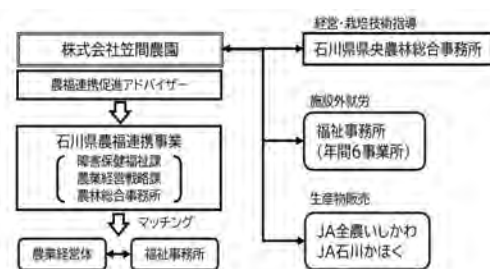 株式会社笠間農園
農福連携促進アドバイザー
石川県農福連携事業
障害保健福祉課
農業経営戦略課
農林総合事務所
マッチング
農業経営体
福祉事務所
経営・栽培技術指導
石川県県央農林総合事務所
施設外就労
福祉事務所
(年間6事業所)
生産物販売
JA全農いしかわ
JA石川かほく